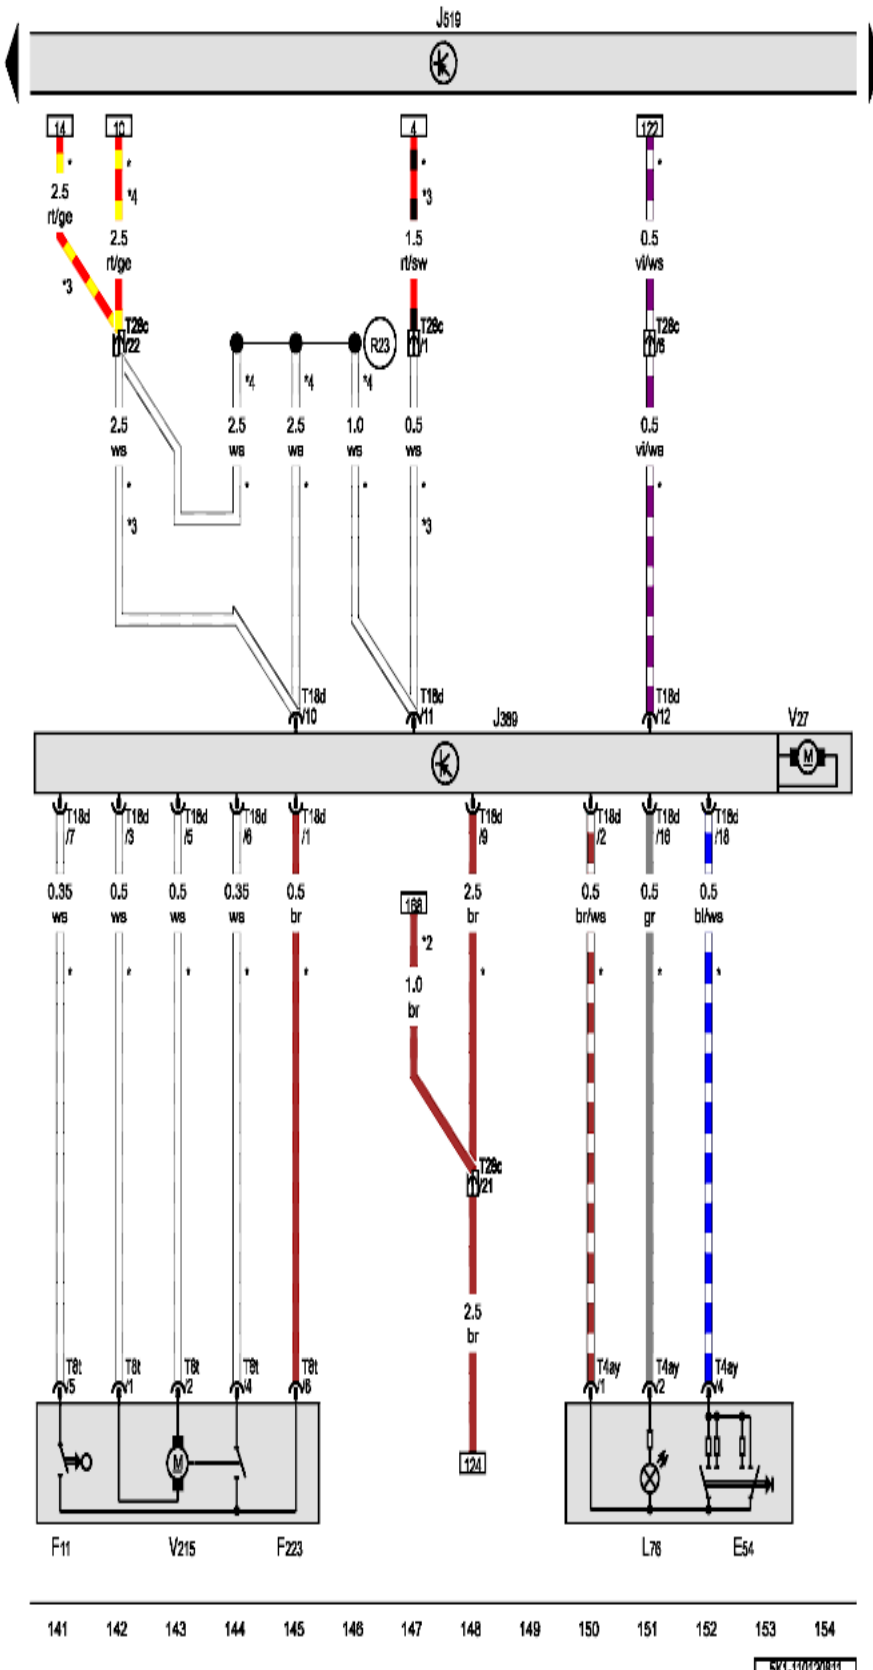 J519
14 10 4 122
* * * *
2.5 *4 *3
rt/ge 2.5 1.5 0.5
rt/ge rt/sw vi/ws
*3
T28c T28c T28c
/22 R23 /1 /6
*4 *4 *4
2.5 2.5 2.5 1.0 0.5 0.5
ws ws ws ws ws vi/ws
* * * * * *
*3 *3
T18d T18d T18d
/10 /11 J389 /12 V27
M
T18d T18d T18d T18d T18d T18d T18d T18d T18d
/7 /3 /5 /6 /1 /9 /2 /16 /18
0.35 0.5 0.5 0.35 0.5 2.5 0.5 0.5 0.5
ws ws ws ws br 168 br br/ws gr bl/ws
*2
* * * * * * * * *
1.0
br
T28c
/21
2.5
br
T8t T8t T8t T8t T8t T4ay T4ay T4ay
/5 /1 /2 /4 /6 /1 /2 /4
M 124
F11 V215 F223 L76 E54
141 142 143 144 145 146 147 148 149 150 151 152 153 154